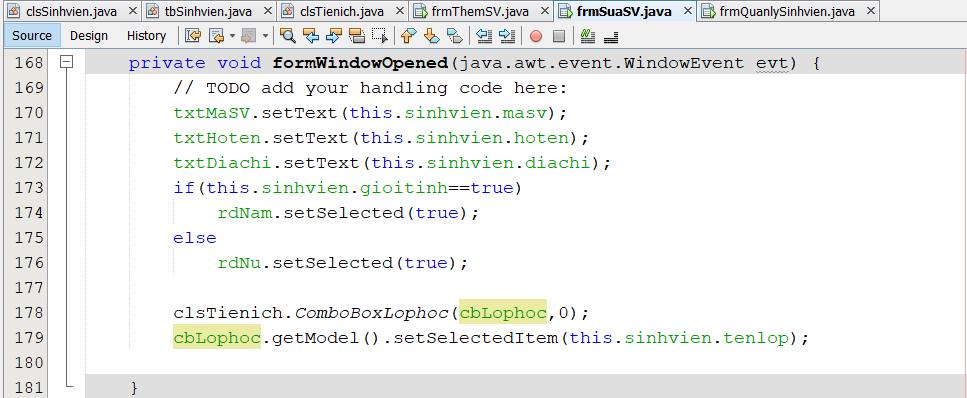 clsSinhvien.java tbSinhvien.java clsTienich.java frmThemSV.java frmSuaSV.java frmQuanlySinhvien.java
Source Design History
168 private void formWindowOpened(java.awt.event.WindowEvent evt) {
169 // TODO add your handling code here:
170 txtMaSV.setText(this.sinhvien.masv);
171 txtHoten.setText(this.sinhvien.hoten);
172 txtDiachi.setText(this.sinhvien.diachi);
173 if(this.sinhvien.gioitinh==true)
174 rdNam.setSelected(true);
175 else
176 rdNu.setSelected(true);
177
178 clsTienich.ComboBoxLophoc(cbLophoc,0);
179 cbLophoc.getModel().setSelectedItem(this.sinhvien.tenlop);
180
181 }